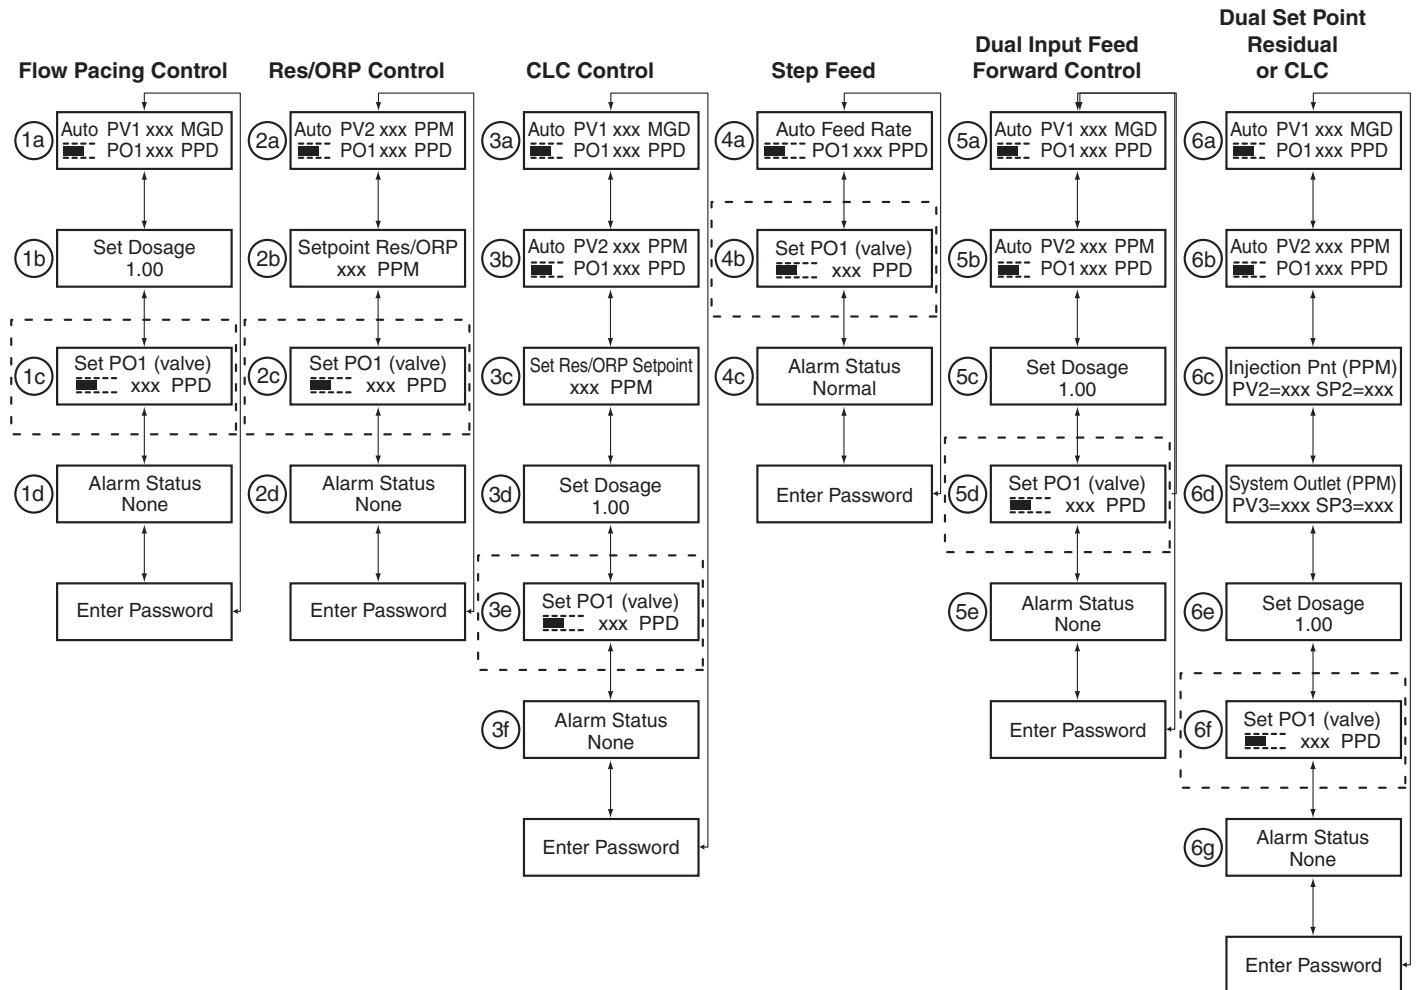 Flow Pacing Control
1a
Auto PV1 xxx MGD
PO1 xxx PPD
1b
Set Dosage
1.00
1c
Set PO1 (valve)
xxx PPD
1d
Alarm Status
None
Enter Password
Res/ORP Control
2a
Auto PV2 xxx PPM
PO1 xxx PPD
2b
Setpoint Res/ORP
xxx PPM
2c
Set PO1 (valve)
xxx PPD
2d
Alarm Status
None
Enter Password
CLC Control
3a
Auto PV1 xxx MGD
PO1 xxx PPD
3b
Auto PV2 xxx PPM
PO1 xxx PPD
3c
Set Res/ORP Setpoint
xxx PPM
3d
Set Dosage
1.00
3e
Set PO1 (valve)
xxx PPD
3f
Alarm Status
None
Enter Password
Step Feed
4a
Auto Feed Rate
PO1 xxx PPD
4b
Set PO1 (valve)
xxx PPD
4c
Alarm Status
Normal
Enter Password
Dual Input Feed
Forward Control
5a
Auto PV1 xxx MGD
PO1 xxx PPD
5b
Auto PV2 xxx PPM
PO1 xxx PPD
5c
Set Dosage
1.00
5d
Set PO1 (valve)
xxx PPD
5e
Alarm Status
None
Enter Password
Dual Set Point
Residual
or CLC
6a
Auto PV1 xxx MGD
PO1 xxx PPD
6b
Auto PV2 xxx PPM
PO1 xxx PPD
6c
Injection Pnt (PPM)
PV2=xxx SP2=xxx
6d
System Outlet (PPM)
PV3=xxx SP3=xxx
6e
Set Dosage
1.00
6f
Set PO1 (valve)
xxx PPD
6g
Alarm Status
None
Enter Password